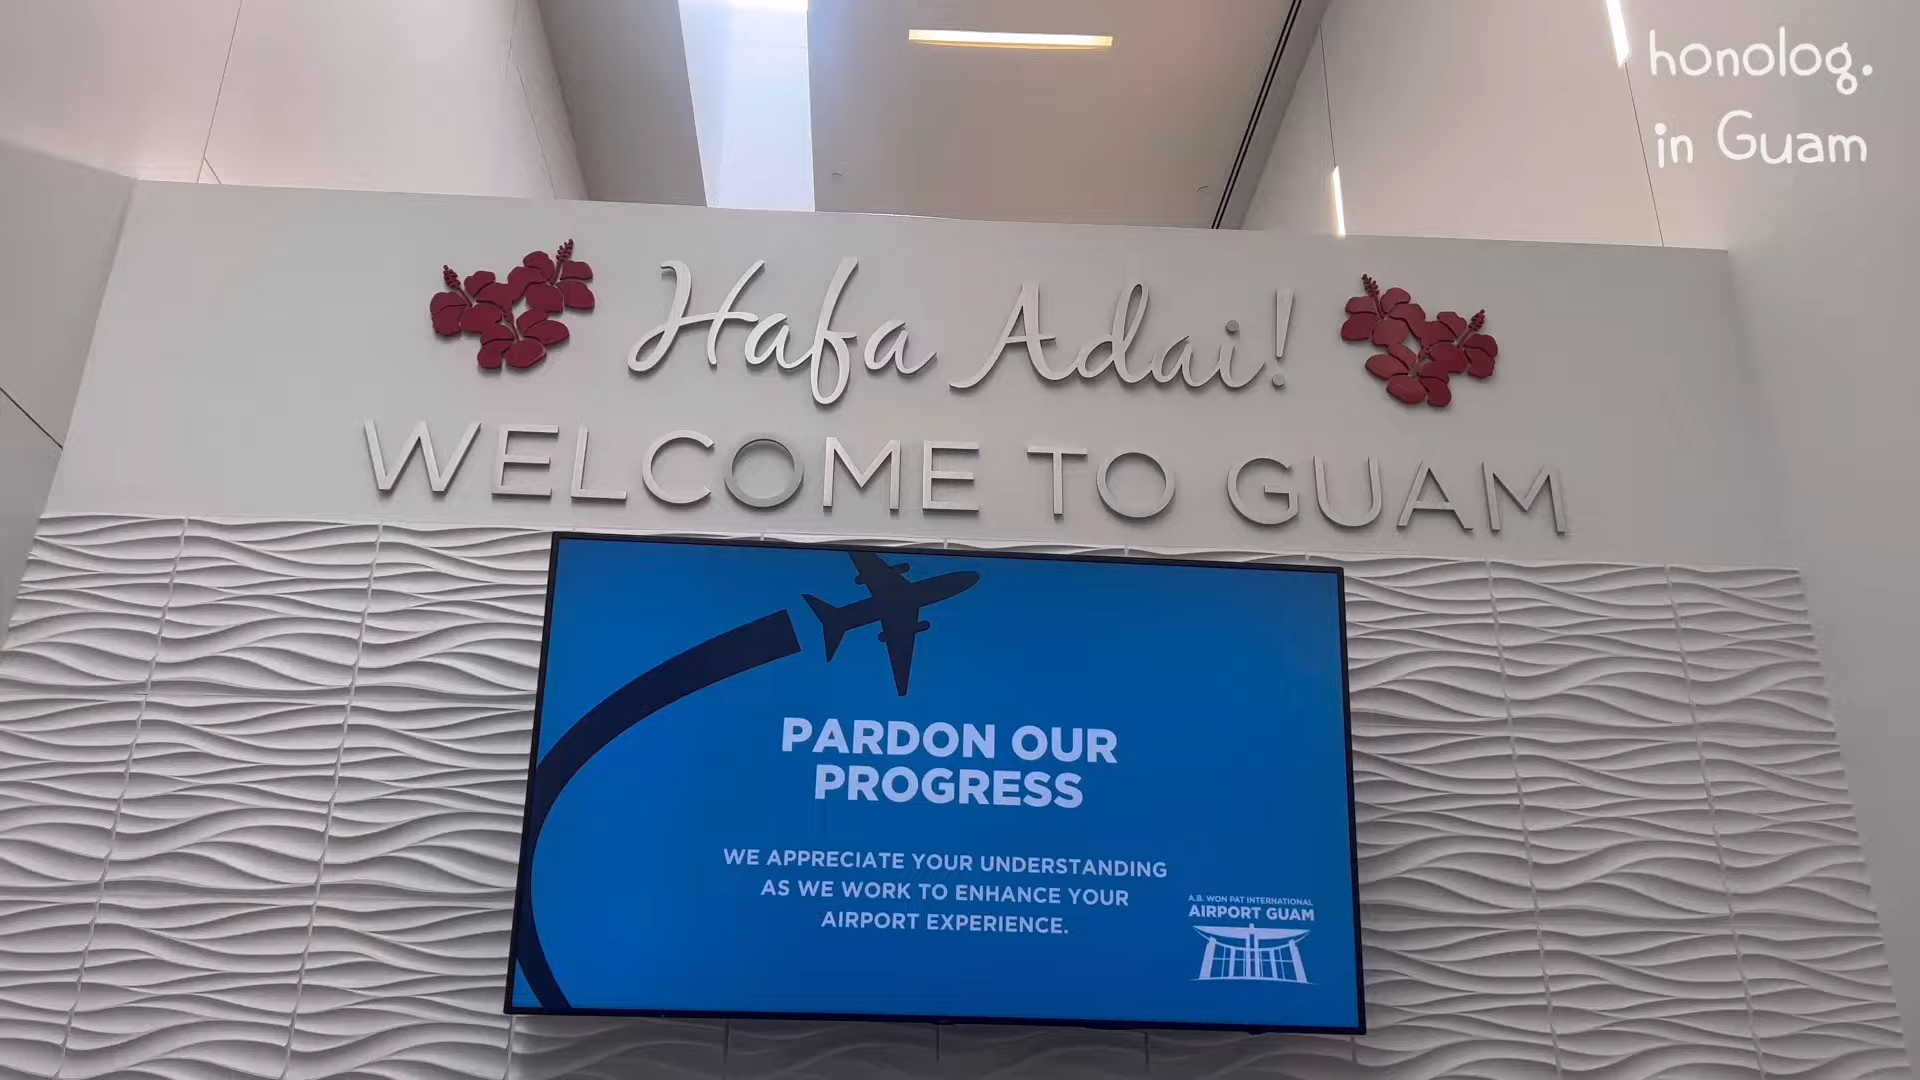 honolog.
in Guam
Hafa Adai!
WELCOME TO GUAM
PARDON OUR
PROGRESS
WE APPRECIATE YOUR UNDERSTANDING
AS WE WORK TO ENHANCE YOUR
AIRPORT EXPERIENCE.
A.B. WON PAT INTERNATIONAL
AIRPORT GUAM